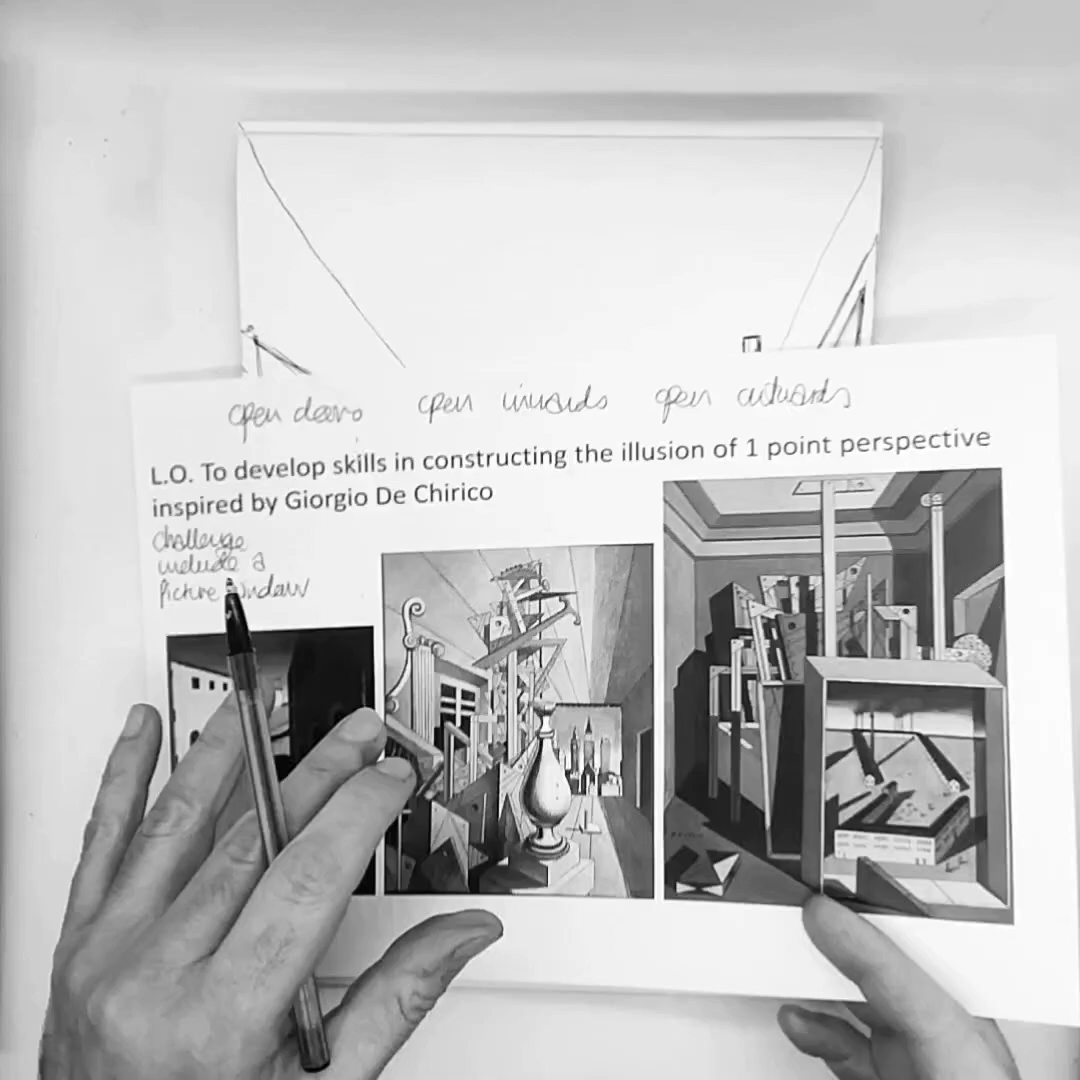 open doors open inwards open outwards
L.O. To develop skills in constructing the illusion of 1 point perspective
inspired by Giorgio De Chirico
challenge
include a
Picture window